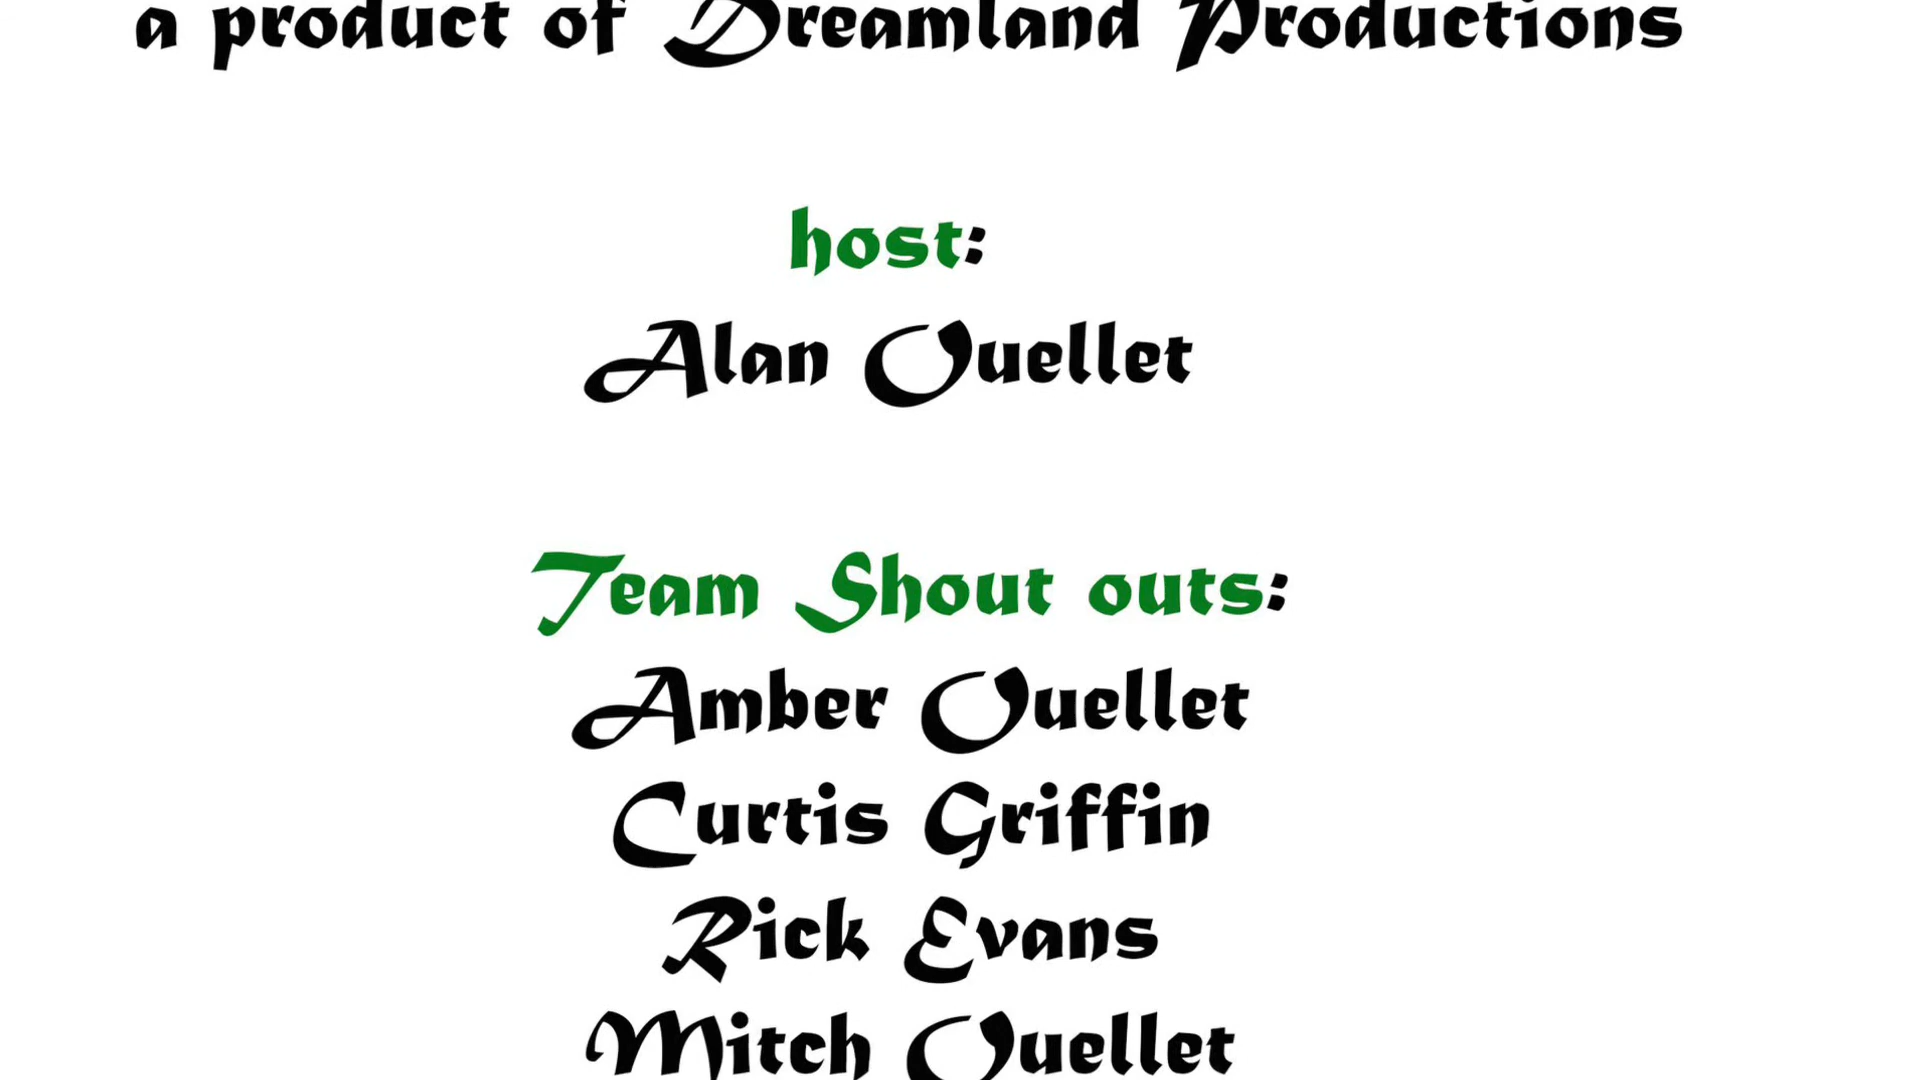 a product of Dreamland Productions
host:
Alan Ouellet
Team Shout outs:
Amber Ouellet
Curtis Griffin
Rick Evans
Mitch Ouellet